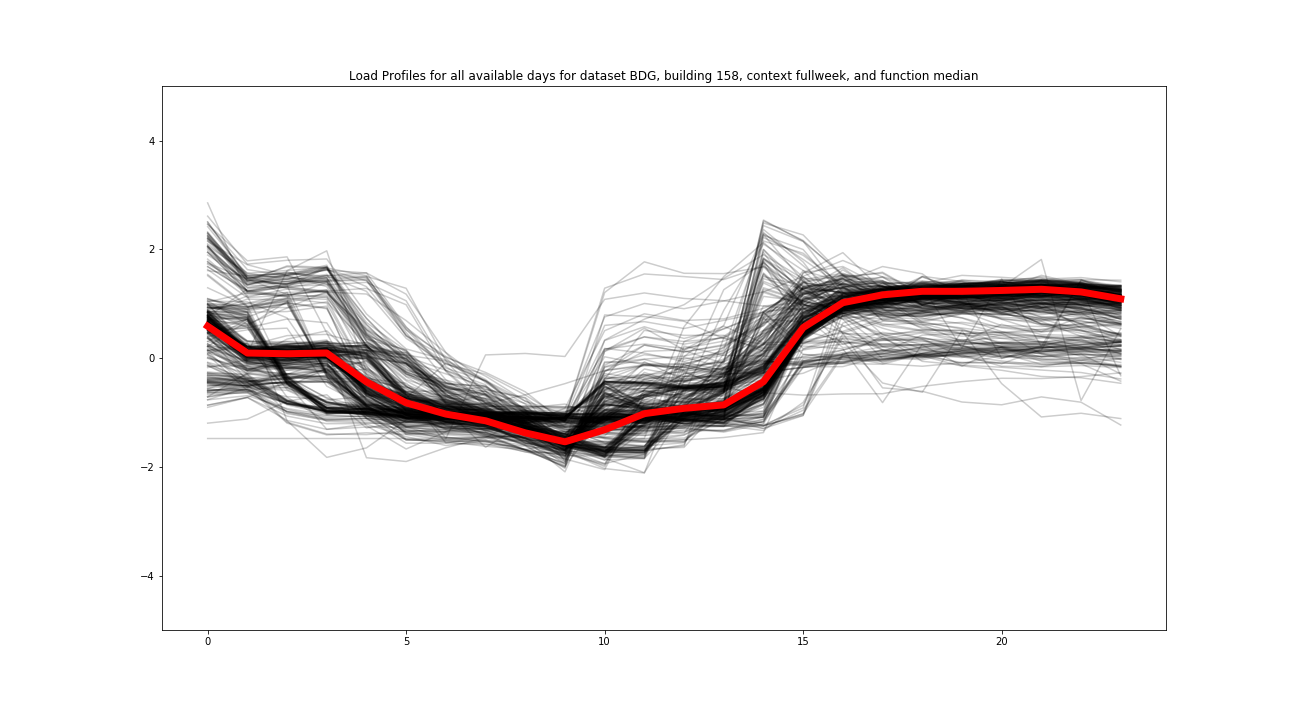 Load Profiles for all available days for dataset BDG, building 158, context fullweek, and function median
4
2
0
−2
−4
0 5 10 15 20